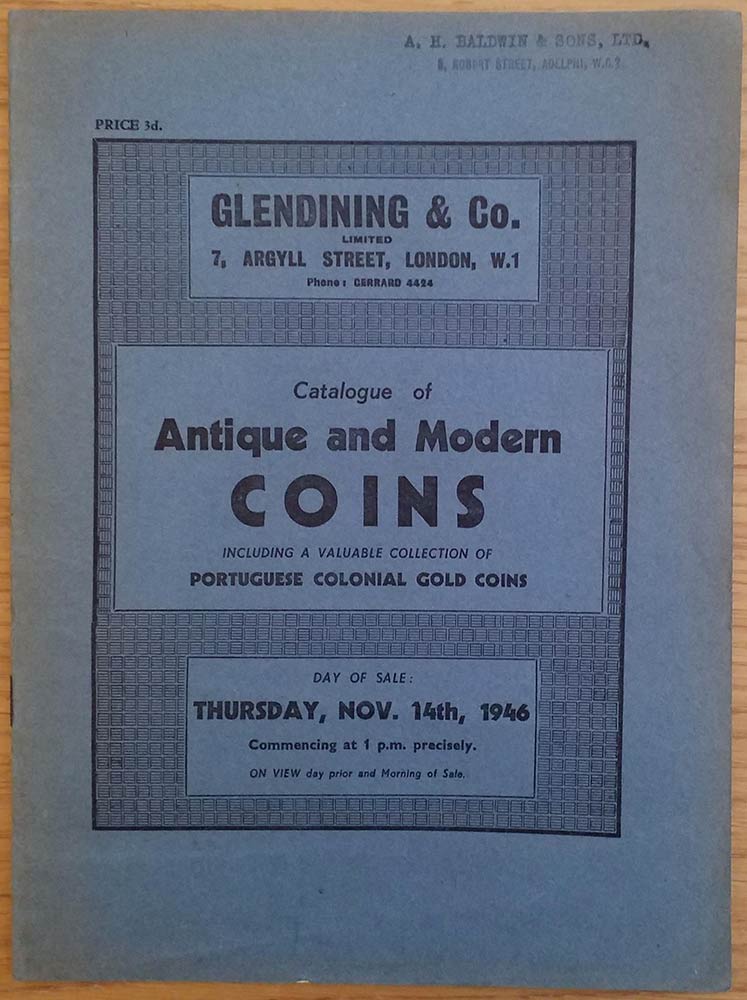 A. H. BALDWIN & SONS, LTD.
ROBERT STREET, ADELPHI, W.C.2
PRICE 3d.
GLENDINING & Co.
LIMITED
7, ARGYLL STREET, LONDON, W.1
Phone: GERRARD 4424
Catalogue of
Antique and Modern
COINS
INCLUDING A VALUABLE COLLECTION OF
PORTUGUESE COLONIAL GOLD COINS
DAY OF SALE:
THURSDAY, NOV. 14th, 1946
Commencing at 1 p.m. precisely.
ON VIEW day prior and Morning of Sale.